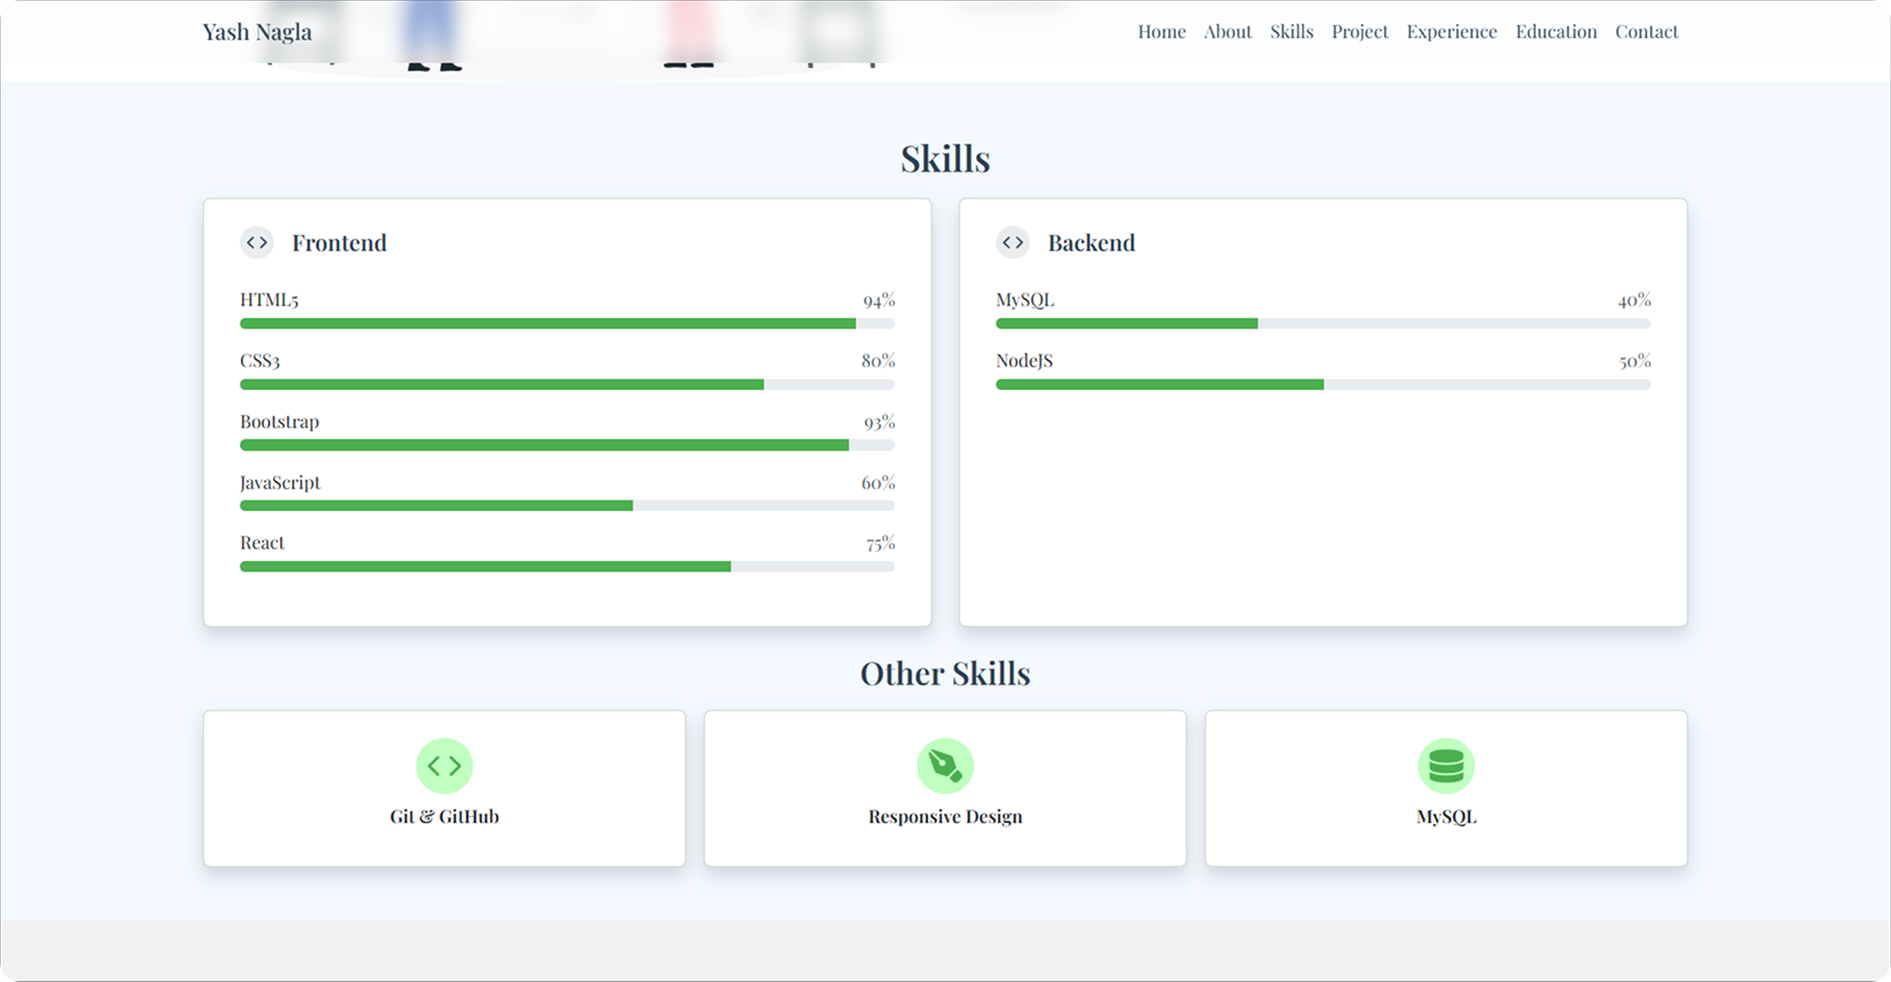 Yash Nagla
Home About Skills Project Experience Education Contact
Skills
Frontend
HTML5 94%
CSS3 80%
Bootstrap 93%
JavaScript 60%
React 75%
Backend
MySQL 40%
NodeJS 50%
Other Skills
Git & GitHub
Responsive Design
MySQL